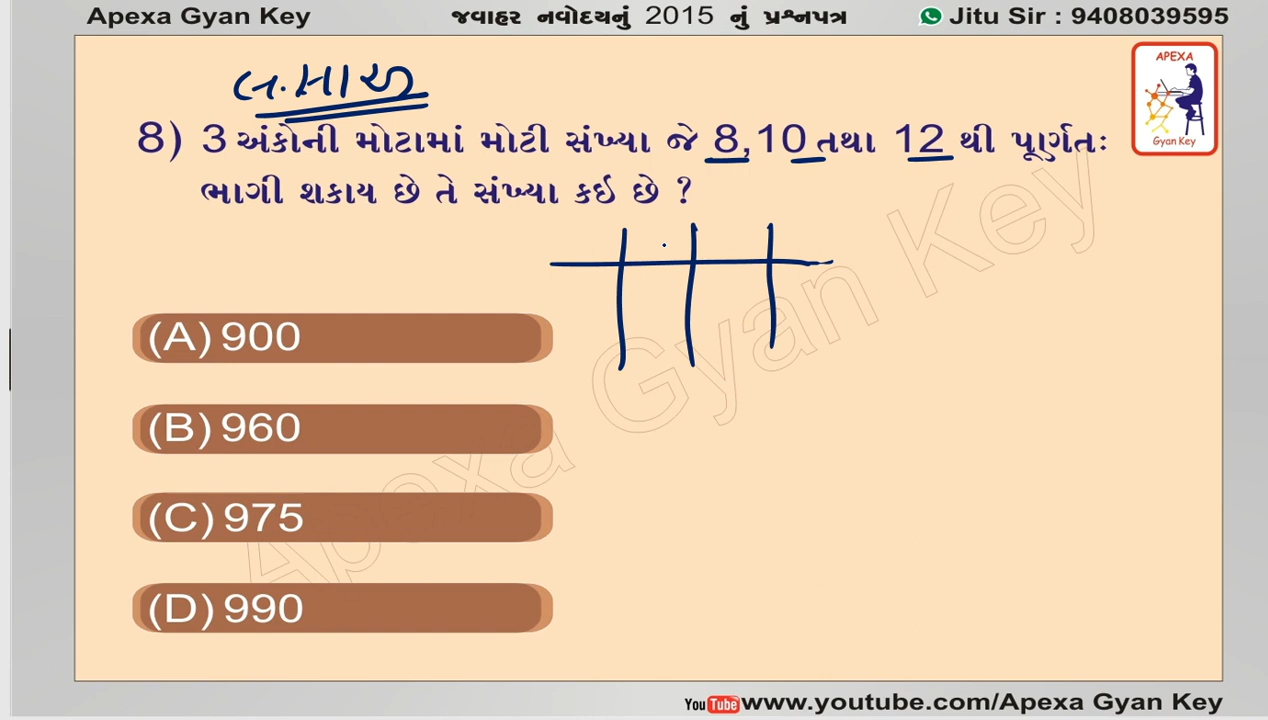 Apexa Gyan Key
જવાહર નવોદયનું 2015 નું પ્રશ્નપત્ર
Jitu Sir : 9408039595
APEXA
Gyan Key
લ.સા.અ
8) 3 અંકોની મોટામાં મોટી સંખ્યા જે 8,10 તથા 12 થી પૂર્ણતઃ
ભાગી શકાય છે તે સંખ્યા કઈ છે ?
(A) 900
(B) 960
(C) 975
(D) 990
Apexa Gyan Key
YouTube www.youtube.com/Apexa Gyan Key